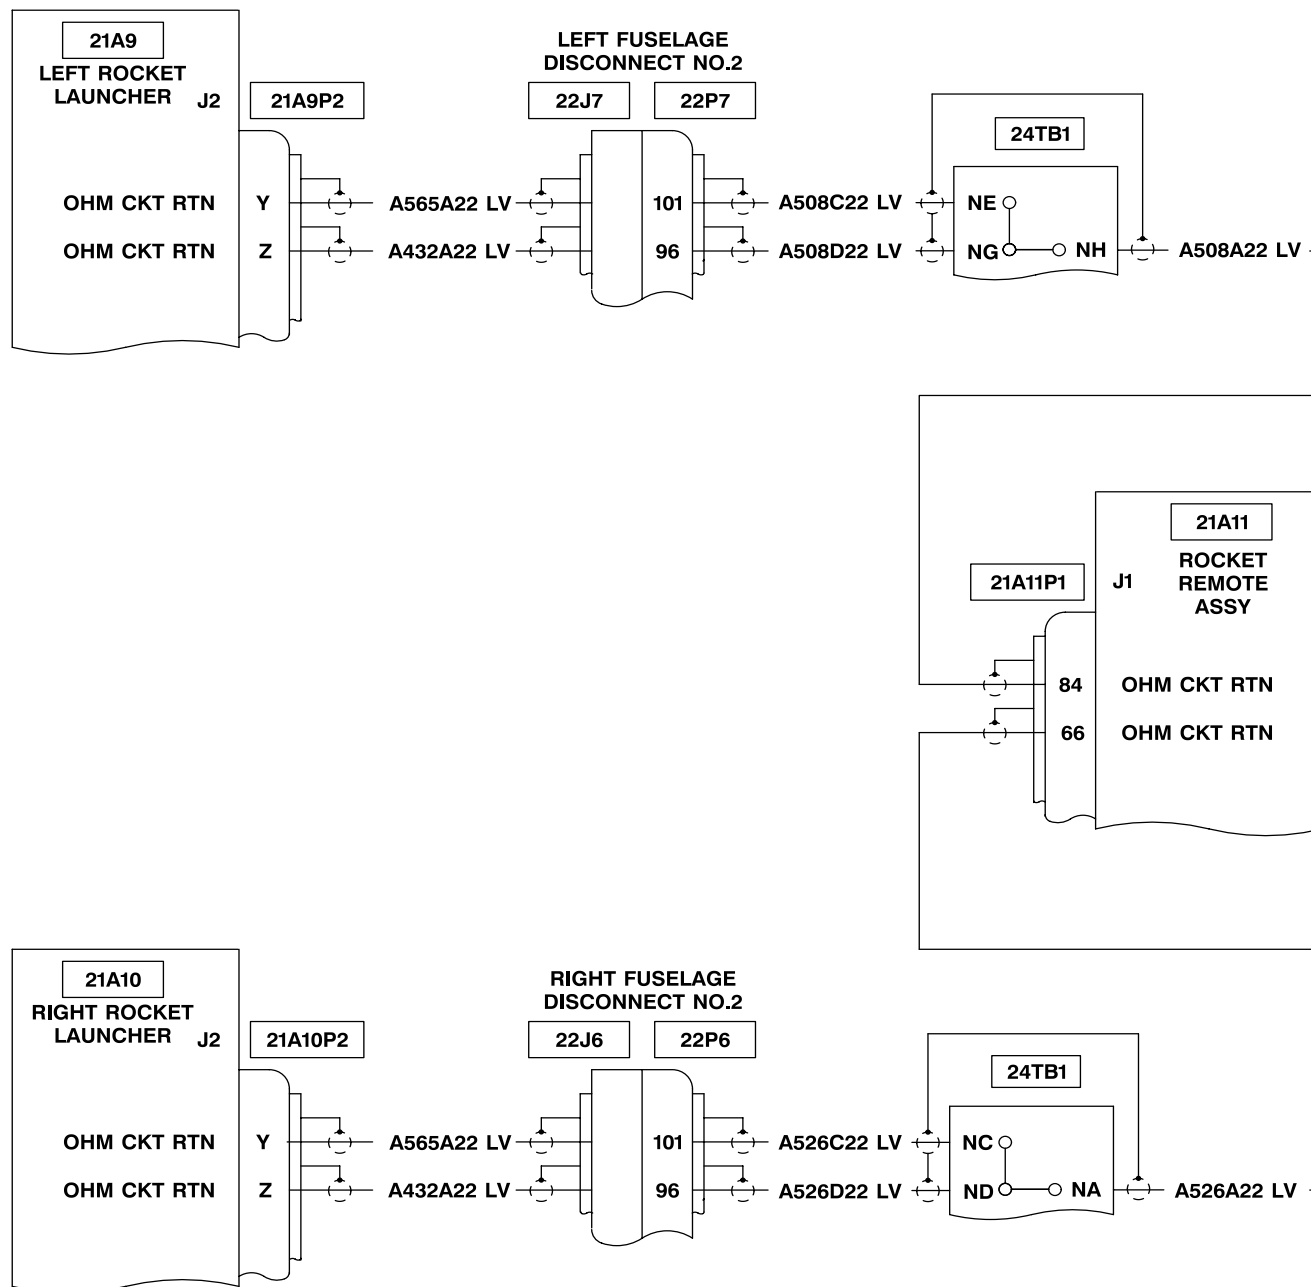 21A9
LEFT ROCKET
LAUNCHER J2
21A9P2
LEFT FUSELAGE
DISCONNECT NO.2
22J7 22P7
24TB1
OHM CKT RTN Y A565A22 LV 101 A508C22 LV NE
OHM CKT RTN Z A432A22 LV 96 A508D22 LV NG NH A508A22 LV
21A11
ROCKET
REMOTE
ASSY
21A11P1 J1
84 OHM CKT RTN
66 OHM CKT RTN
21A10
RIGHT ROCKET
LAUNCHER J2
21A10P2
RIGHT FUSELAGE
DISCONNECT NO.2
22J6 22P6
24TB1
OHM CKT RTN Y A565A22 LV 101 A526C22 LV NC
OHM CKT RTN Z A432A22 LV 96 A526D22 LV ND NA A526A22 LV